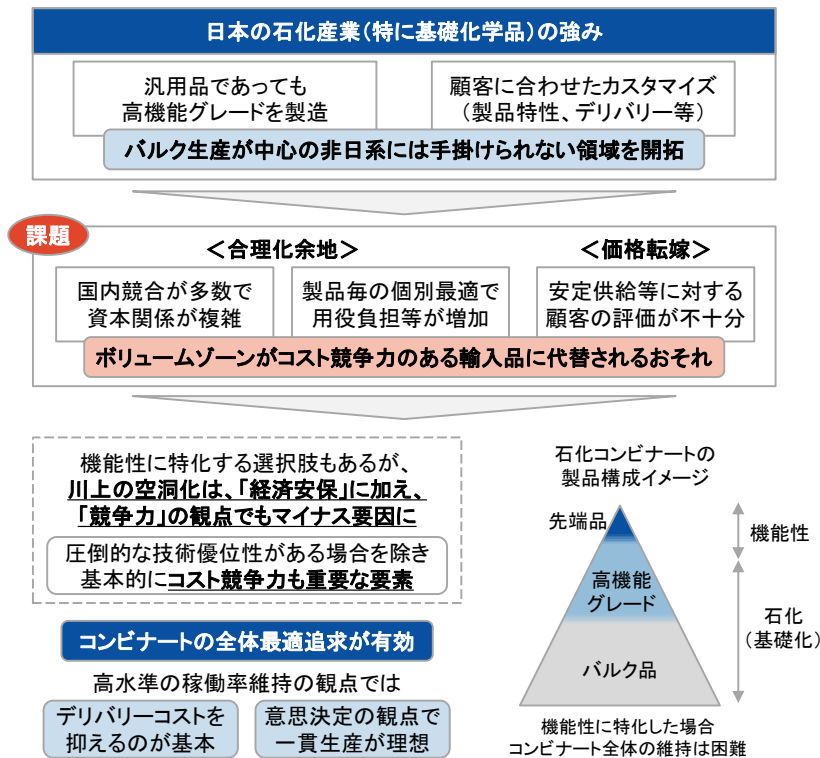 日本の石化産業（特に基礎化学品）の強み
汎用品であっても
高機能グレードを製造
顧客に合わせたカスタマイズ
（製品特性、デリバリー等）
バルク生産が中心の非日系には手掛けられない領域を開拓
課題
＜合理化余地＞
＜価格転嫁＞
国内競合が多数で
資本関係が複雑
製品毎の個別最適で
用役負担等が増加
安定供給等に対する
顧客の評価が不十分
ボリュームゾーンがコスト競争力のある輸入品に代替されるおそれ
機能性に特化する選択肢もあるが、
川上の空洞化は、「経済安保」に加え、
「競争力」の観点でもマイナス要因に
圧倒的な技術優位性がある場合を除き
基本的にコスト競争力も重要な要素
コンビナートの全体最適追求が有効
高水準の稼働率維持の観点では
デリバリーコストを
抑えるのが基本
意思決定の観点で
一貫生産が理想
石化コンビナートの
製品構成イメージ
先端品
機能性
高機能
グレード
石化
（基礎化）
バルク品
機能性に特化した場合
コンビナート全体の維持は困難